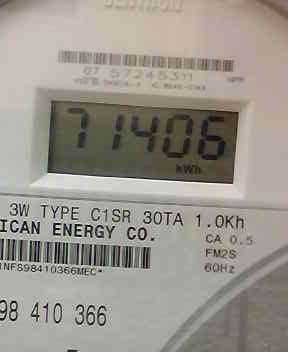 07 57245311
71406
kWh
3W TYPE C1SR 30TA 1.0Kh
ICAN ENERGY CO.
CA 0.5
FM2S
60Hz
1NFS98410366MEC*
98 410 366